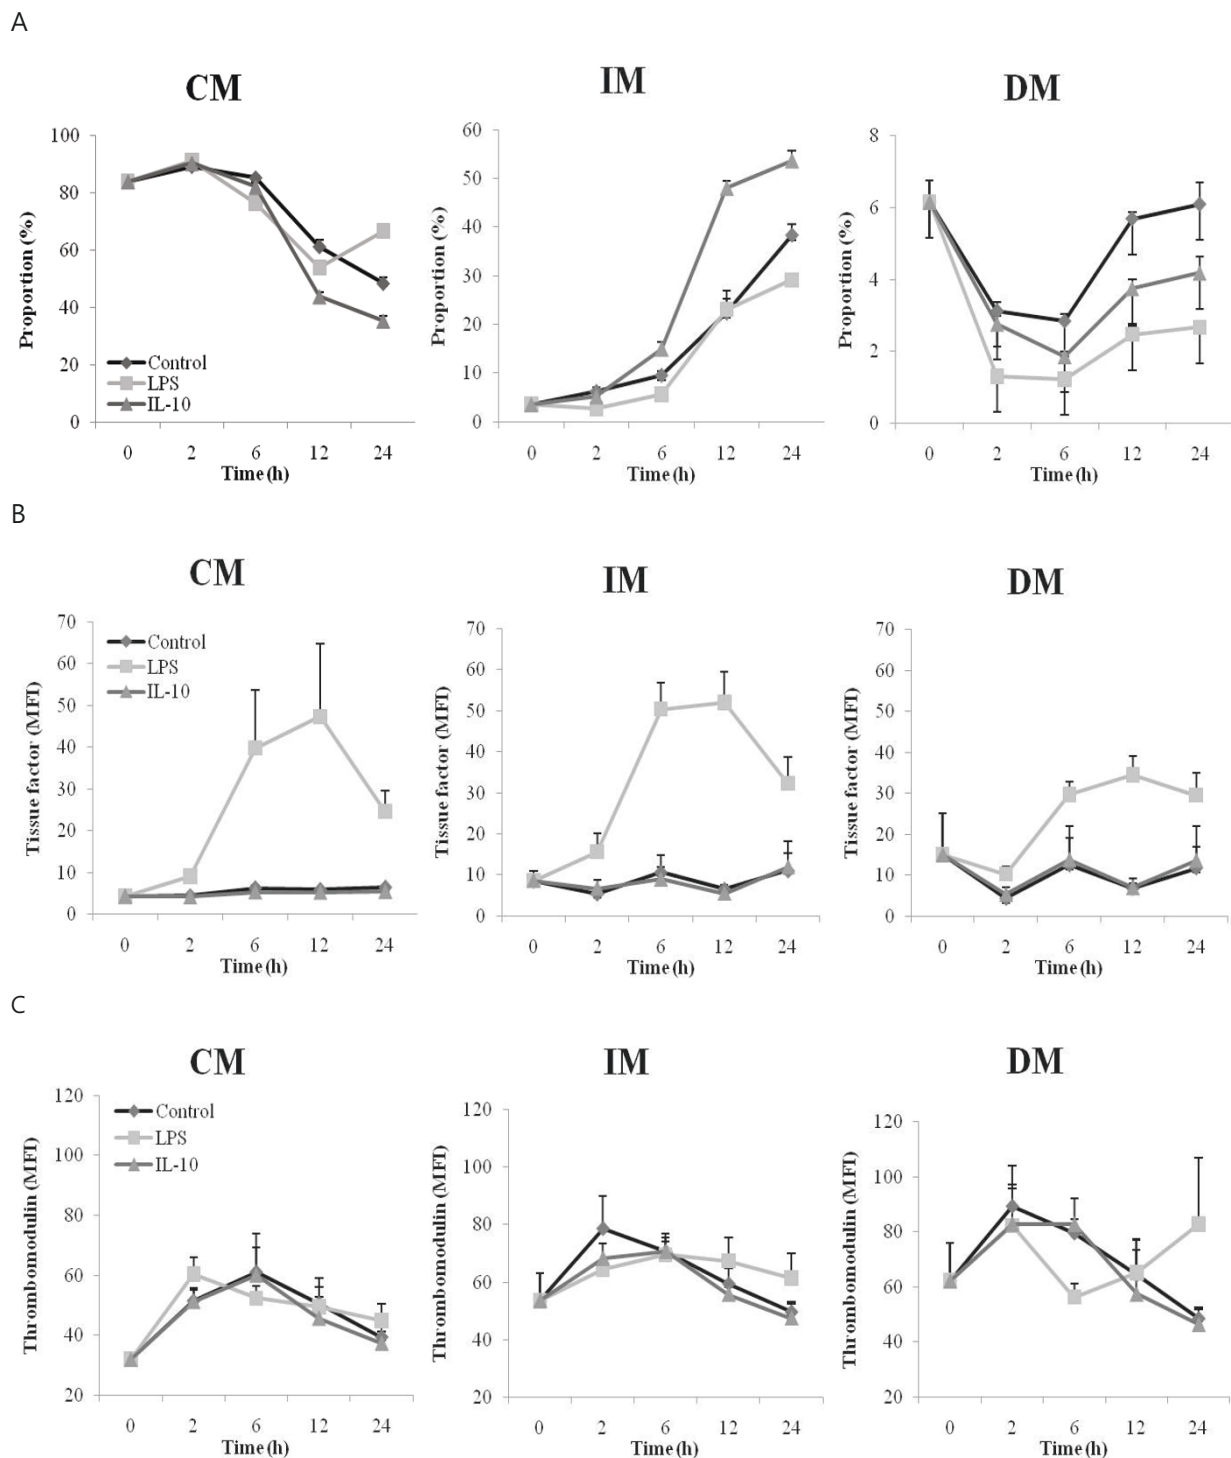 A
CM
IM
DM
Proportion (%)
100
80
60
40
20
0
Control
LPS
IL-10
0 2 6 12 24
Time (h)
Proportion (%)
60
50
40
30
20
10
0
0 2 6 12 24
Time (h)
Proportion (%)
8
6
4
2
0
0 2 6 12 24
Time (h)
B
CM
IM
DM
Tissue factor (MFI)
70
60
50
40
30
20
10
0
Control
LPS
IL-10
0 2 6 12 24
Time (h)
Tissue factor (MFI)
70
60
50
40
30
20
10
0
0 2 6 12 24
Time (h)
Tissue factor (MFI)
70
60
50
40
30
20
10
0
0 2 6 12 24
Time (h)
C
CM
IM
DM
Thrombomodulin (MFI)
120
100
80
60
40
20
Control
LPS
IL-10
0 2 6 12 24
Time (h)
Thrombomodulin (MFI)
120
100
80
60
40
20
0 2 6 12 24
Time (h)
Thrombomodulin (MFI)
120
100
80
60
40
20
0 2 6 12 24
Time (h)